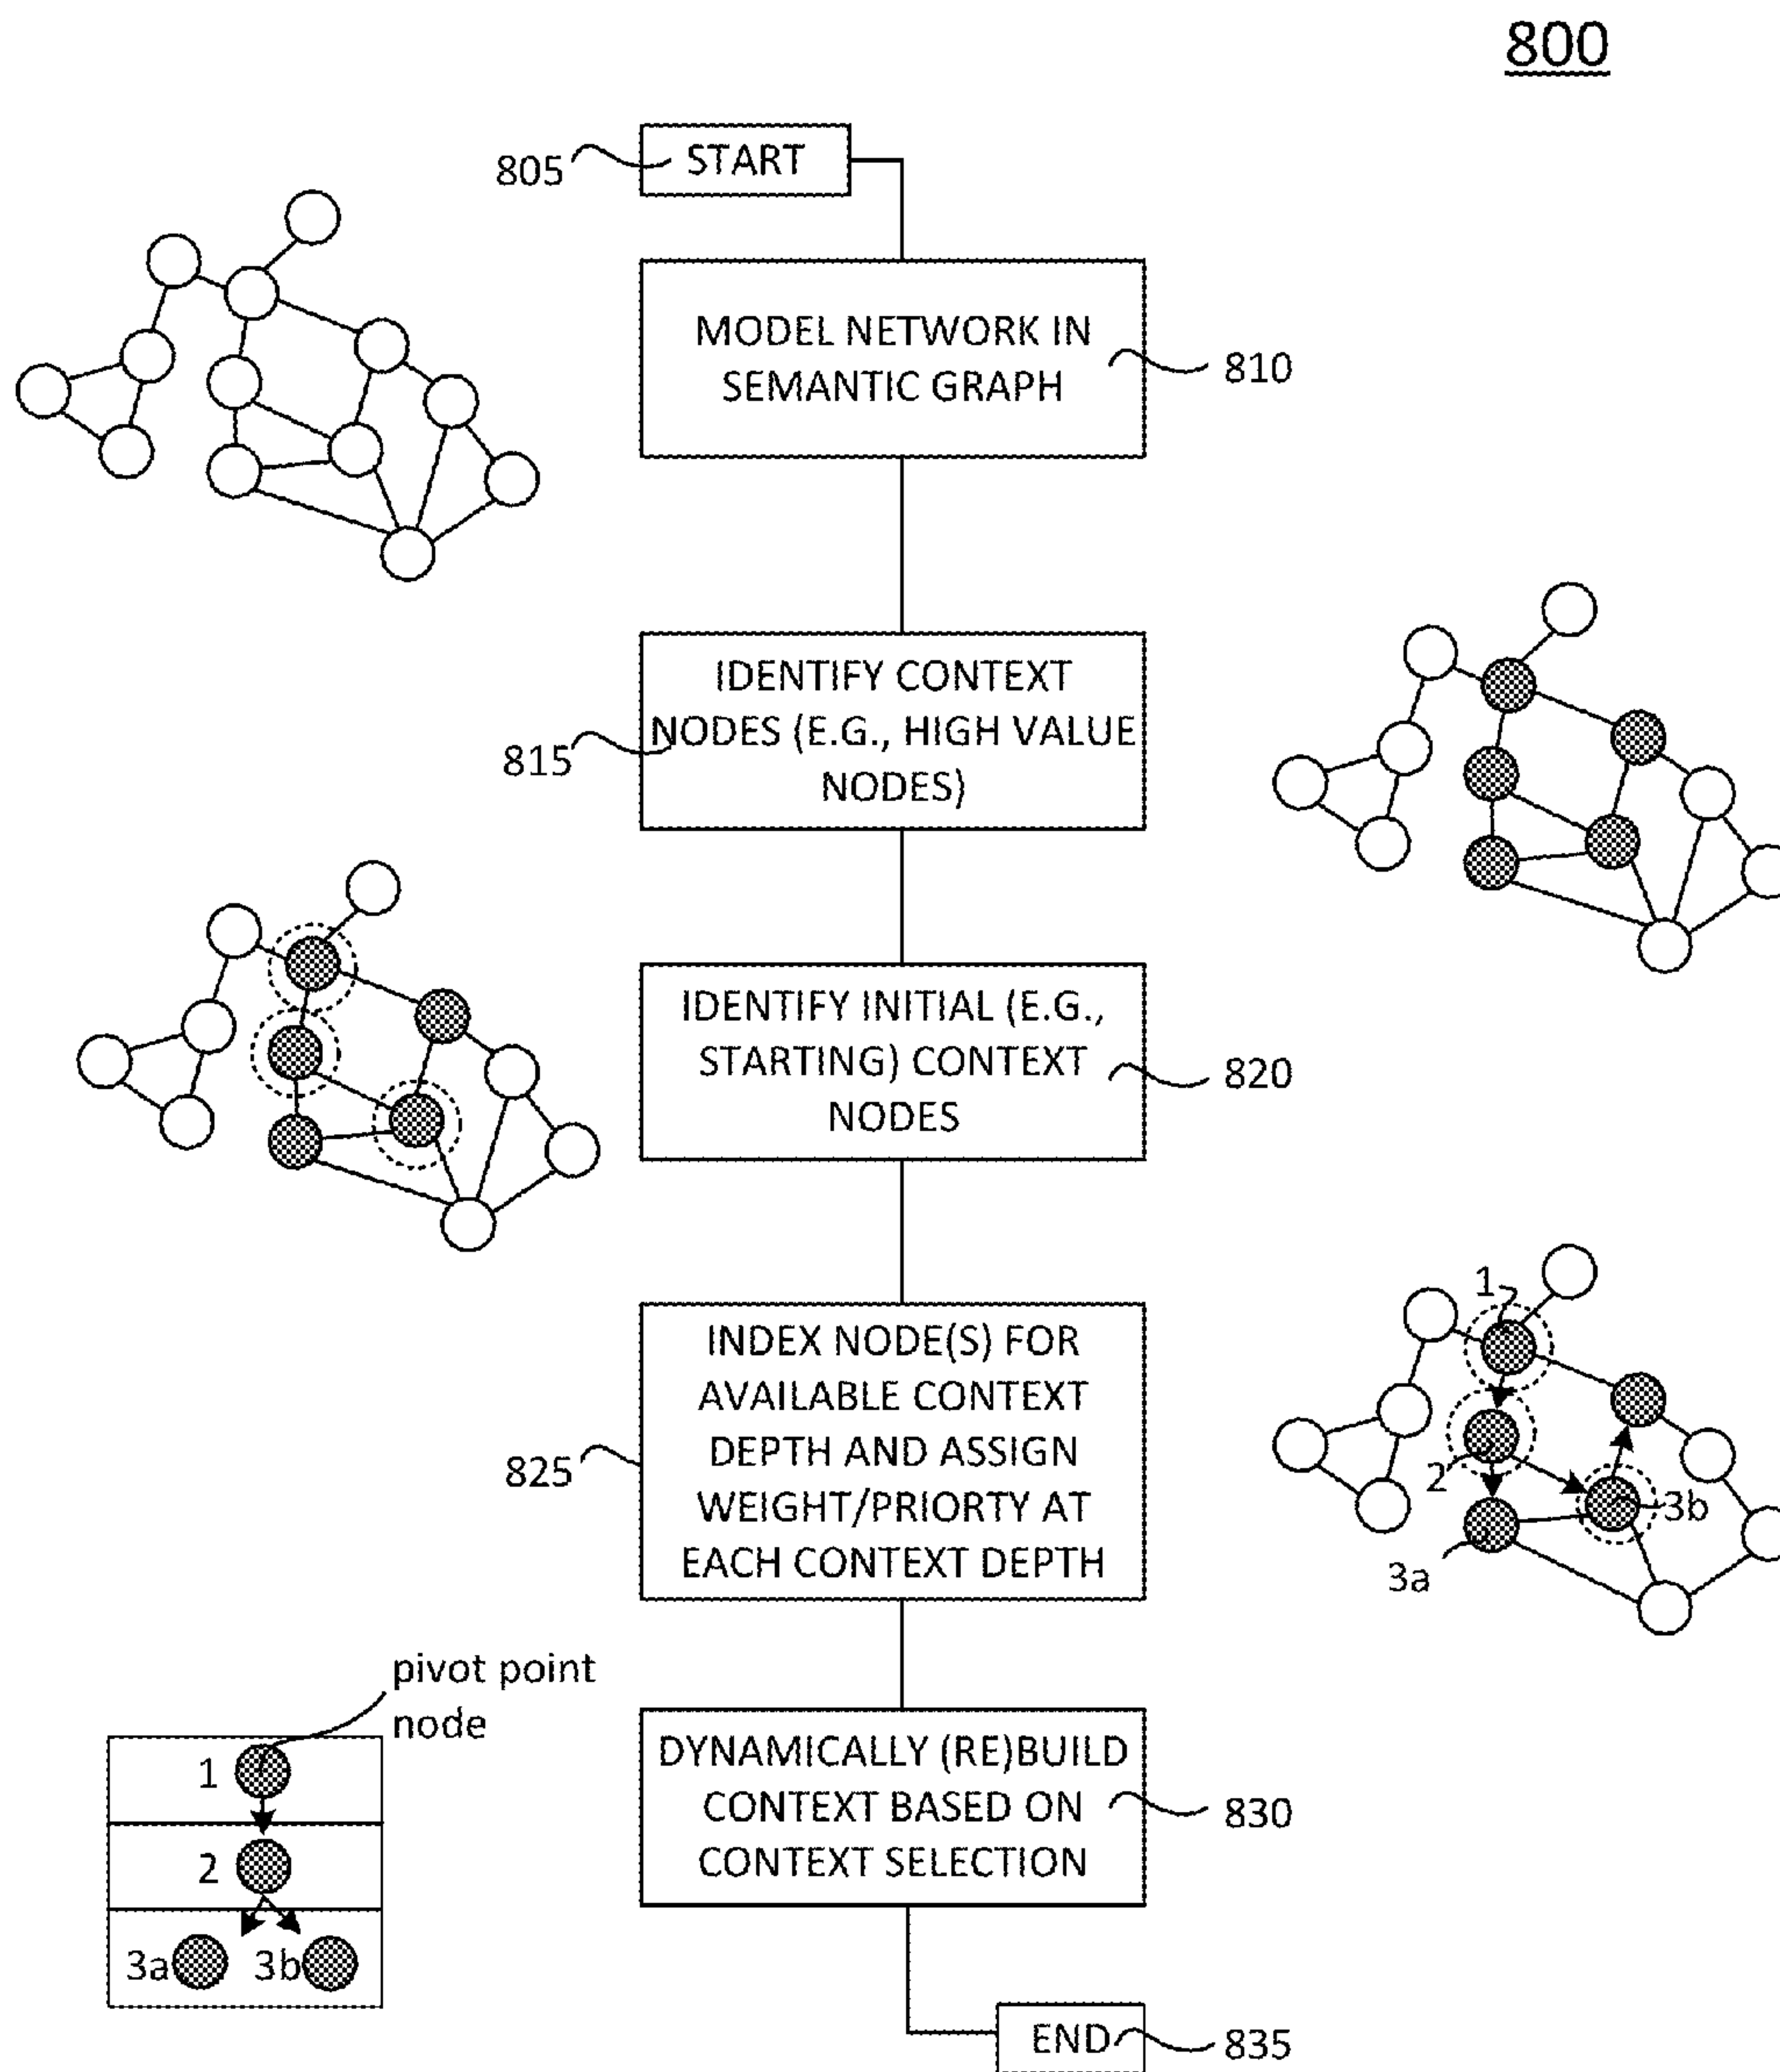 800
805
START
MODEL NETWORK IN
SEMANTIC GRAPH
810
IDENTIFY CONTEXT
NODES (E.G., HIGH VALUE
NODES)
815
IDENTIFY INITIAL (E.G.,
STARTING) CONTEXT
NODES
820
INDEX NODE(S) FOR
AVAILABLE CONTEXT
DEPTH AND ASSIGN
WEIGHT/PRIORTY AT
EACH CONTEXT DEPTH
825
1
2
3b
3a
pivot point
node
1
2
3a
3b
DYNAMICALLY (RE)BUILD
CONTEXT BASED ON
CONTEXT SELECTION
830
END
835